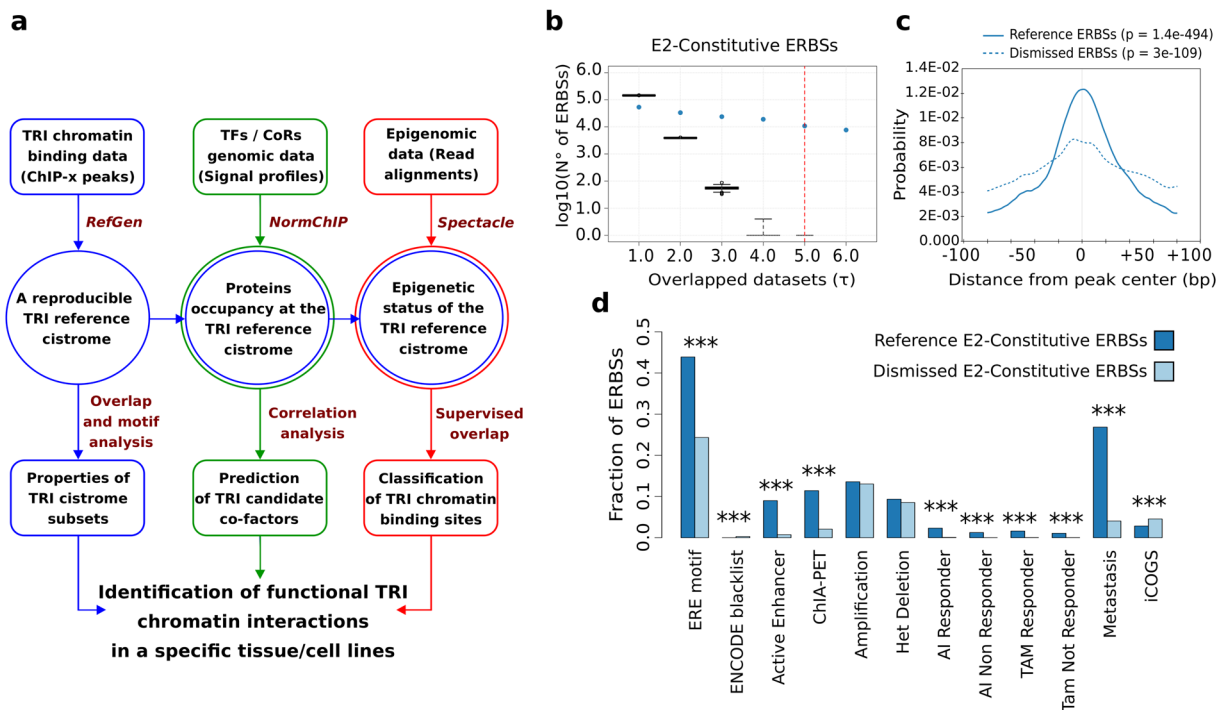 a
TRI chromatin
binding data
(ChIP-x peaks)
TFs / CoRs
genomic data
(Signal profiles)
Epigenomic
data (Read
alignments)
RefGen
NormChIP
Spectacle
A reproducible
TRI reference
cistrome
Proteins
occupancy at the
TRI reference
cistrome
Epigenetic
status of the
TRI reference
cistrome
Overlap
and motif
analysis
Correlation
analysis
Supervised
overlap
Properties of
TRI cistrome
subsets
Prediction
of TRI candidate
co-factors
Classification
of TRI chromatin
binding sites
Identification of functional TRI
chromatin interactions
in a specific tissue/cell lines
b
E2-Constitutive ERBSs
log10(N° of ERBSs)
6.0
5.0
4.0
3.0
2.0
1.0
0.0
1.0 2.0 3.0 4.0 5.0 6.0
Overlapped datasets (τ)
c
Reference ERBSs (p = 1.4e-494)
Dismissed ERBSs (p = 3e-109)
Probability
1.4E-02
1.2E-02
1.0E-02
8E-03
6E-03
4E-03
2E-03
0.000
-100 -50 0 +50 +100
Distance from peak center (bp)
d
Reference E2-Constitutive ERBSs
Dismissed E2-Constitutive ERBSs
Fraction of ERBSs
0.5
0.4
0.3
0.2
0.1
0.0
***
***
***
***
***
***
***
***
***
***
ERE motif
ENCODE blacklist
Active Enhancer
ChIA-PET
Amplification
Het Deletion
AI Responder
AI Non Responder
TAM Responder
Tam Not Responder
Metastasis
iCOGS